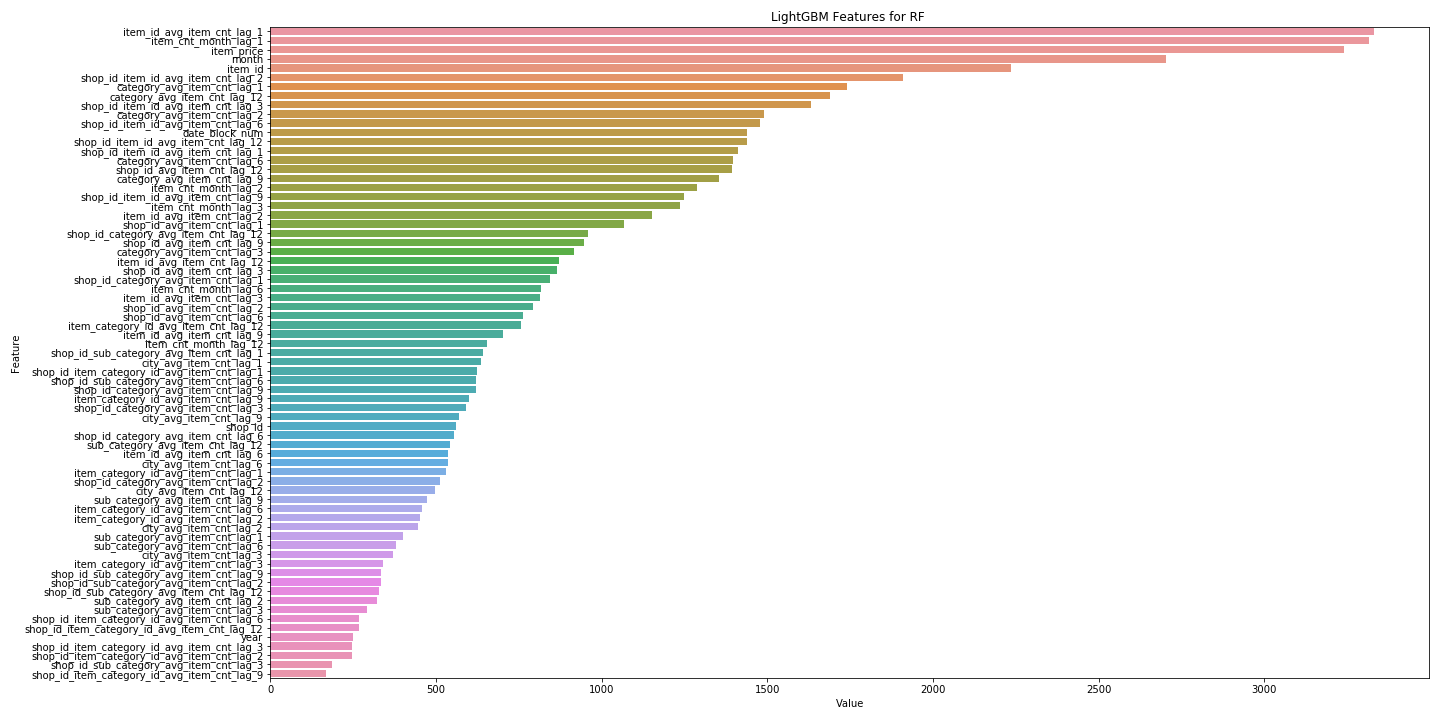 LightGBM Features for RF
item_id_avg_item_cnt_lag_1
item_cnt_month_lag_1
item_price
month
item_id
shop_id_item_id_avg_item_cnt_lag_2
category_avg_item_cnt_lag_1
category_avg_item_cnt_lag_12
shop_id_item_id_avg_item_cnt_lag_3
category_avg_item_cnt_lag_2
shop_id_item_id_avg_item_cnt_lag_6
date_block_num
shop_id_item_id_avg_item_cnt_lag_12
shop_id_item_id_avg_item_cnt_lag_1
category_avg_item_cnt_lag_6
shop_id_avg_item_cnt_lag_12
category_avg_item_cnt_lag_9
item_cnt_month_lag_2
shop_id_item_id_avg_item_cnt_lag_9
item_cnt_month_lag_3
item_id_avg_item_cnt_lag_2
shop_id_avg_item_cnt_lag_1
shop_id_category_avg_item_cnt_lag_12
shop_id_avg_item_cnt_lag_9
category_avg_item_cnt_lag_3
item_id_avg_item_cnt_lag_12
shop_id_avg_item_cnt_lag_3
shop_id_category_avg_item_cnt_lag_1
item_cnt_month_lag_6
item_id_avg_item_cnt_lag_3
shop_id_avg_item_cnt_lag_2
shop_id_avg_item_cnt_lag_6
item_category_id_avg_item_cnt_lag_12
item_id_avg_item_cnt_lag_9
item_cnt_month_lag_12
shop_id_sub_category_avg_item_cnt_lag_1
city_avg_item_cnt_lag_1
shop_id_item_category_id_avg_item_cnt_lag_1
shop_id_sub_category_avg_item_cnt_lag_6
shop_id_category_avg_item_cnt_lag_9
item_category_id_avg_item_cnt_lag_9
shop_id_category_avg_item_cnt_lag_3
city_avg_item_cnt_lag_9
shop_id
shop_id_category_avg_item_cnt_lag_6
sub_category_avg_item_cnt_lag_12
item_id_avg_item_cnt_lag_6
city_avg_item_cnt_lag_6
item_category_id_avg_item_cnt_lag_1
shop_id_category_avg_item_cnt_lag_2
city_avg_item_cnt_lag_12
sub_category_avg_item_cnt_lag_9
item_category_id_avg_item_cnt_lag_6
item_category_id_avg_item_cnt_lag_2
city_avg_item_cnt_lag_2
sub_category_avg_item_cnt_lag_1
sub_category_avg_item_cnt_lag_6
city_avg_item_cnt_lag_3
item_category_id_avg_item_cnt_lag_3
shop_id_sub_category_avg_item_cnt_lag_9
shop_id_sub_category_avg_item_cnt_lag_2
shop_id_sub_category_avg_item_cnt_lag_12
sub_category_avg_item_cnt_lag_2
sub_category_avg_item_cnt_lag_3
shop_id_item_category_id_avg_item_cnt_lag_6
shop_id_item_category_id_avg_item_cnt_lag_12
year
shop_id_item_category_id_avg_item_cnt_lag_3
shop_id_item_category_id_avg_item_cnt_lag_2
shop_id_sub_category_avg_item_cnt_lag_3
shop_id_item_category_id_avg_item_cnt_lag_9
Feature
0 500 1000 1500 2000 2500 3000
Value